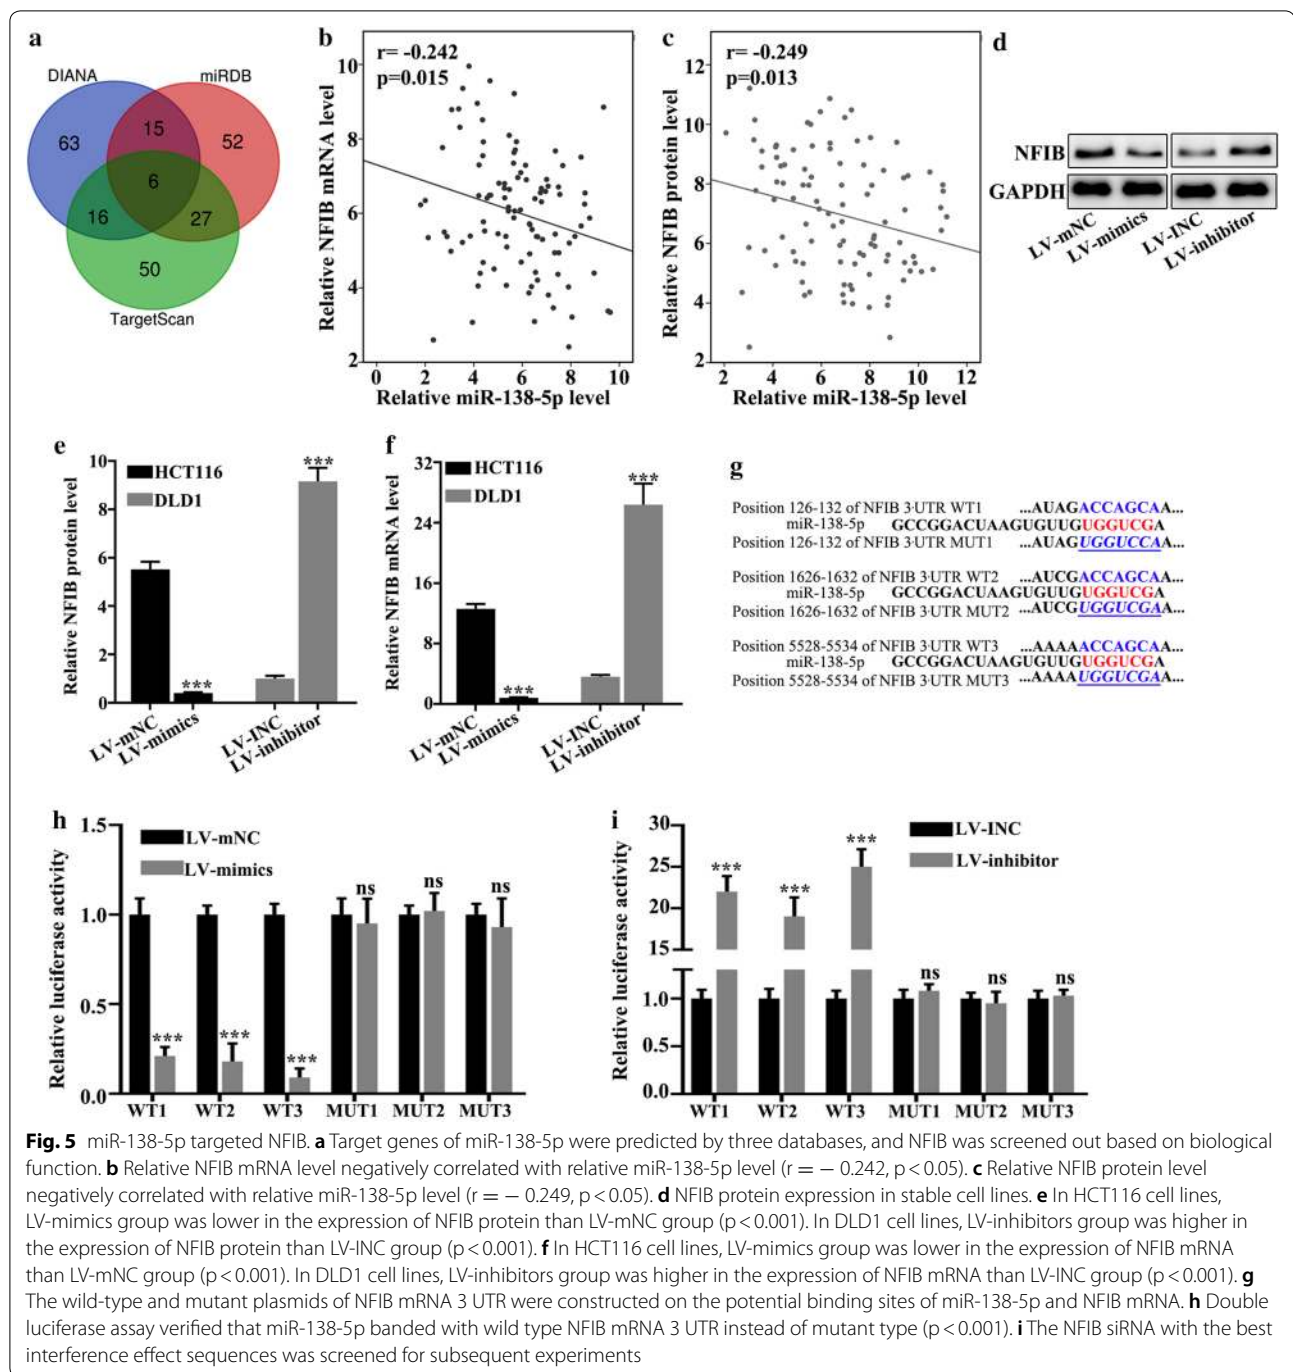 a
DIANA
miRDB
63
15
52
6
16
27
50
TargetScan
b
r= -0.242
p=0.015
Relative NFIB mRNA level
10
8
6
4
2
0 2 4 6 8 10
Relative miR-138-5p level
c
r= -0.249
p=0.013
Relative NFIB protein level
12
10
8
6
4
2
2 4 6 8 10 12
Relative miR-138-5p level
d
NFIB
GAPDH
LV-mNC
LV-mimics
LV-INC
LV-inhibitor
e
HCT116
DLD1
Relative NFIB protein level
10
8
6
4
2
0
***
***
LV-mNC
LV-mimics
LV-INC
LV-inhibitor
f
HCT116
DLD1
Relative NFIB mRNA level
32
24
16
8
0
***
***
LV-mNC
LV-mimics
LV-INC
LV-inhibitor
g
Position 126-132 of NFIB 3'UTR WT1 ...AUAGACCAGCAA...
miR-138-5p GCCGGACUAAGUGUUGUGGUCGA
Position 126-132 of NFIB 3'UTR MUT1 ...AUAGUGGUCCAA...
Position 1626-1632 of NFIB 3'UTR WT2 ...AUCGACCAGCAA...
miR-138-5p GCCGGACUAAGUGUUGUGGUCGA
Position 1626-1632 of NFIB 3'UTR MUT2 ...AUCGUGGUCGAA...
Position 5528-5534 of NFIB 3'UTR WT3 ...AAAAACCAGCAA...
miR-138-5p GCCGGACUAAGUGUUGUGGUCGA
Position 5528-5534 of NFIB 3'UTR MUT3 ...AAAAUGGUCGAA...
h
LV-mNC
LV-mimics
Relative luciferase activity
1.5
1.0
0.5
0.0
*** *** *** ns ns ns
WT1 WT2 WT3 MUT1 MUT2 MUT3
i
LV-INC
LV-inhibitor
Relative luciferase activity
30
25
20
15
1.0
0.5
0.0
*** *** *** ns ns ns
WT1 WT2 WT3 MUT1 MUT2 MUT3
Fig. 5 miR-138-5p targeted NFIB. a Target genes of miR-138-5p were predicted by three databases, and NFIB was screened out based on biological
function. b Relative NFIB mRNA level negatively correlated with relative miR-138-5p level (r = − 0.242, p < 0.05). c Relative NFIB protein level
negatively correlated with relative miR-138-5p level (r = − 0.249, p < 0.05). d NFIB protein expression in stable cell lines. e In HCT116 cell lines,
LV-mimics group was lower in the expression of NFIB protein than LV-mNC group (p < 0.001). In DLD1 cell lines, LV-inhibitors group was higher in
the expression of NFIB protein than LV-INC group (p < 0.001). f In HCT116 cell lines, LV-mimics group was lower in the expression of NFIB mRNA
than LV-mNC group (p < 0.001). In DLD1 cell lines, LV-inhibitors group was higher in the expression of NFIB mRNA than LV-INC group (p < 0.001). g
The wild-type and mutant plasmids of NFIB mRNA 3 UTR were constructed on the potential binding sites of miR-138-5p and NFIB mRNA. h Double
luciferase assay verified that miR-138-5p banded with wild type NFIB mRNA 3 UTR instead of mutant type (p < 0.001). i The NFIB siRNA with the best
interference effect sequences was screened for subsequent experiments